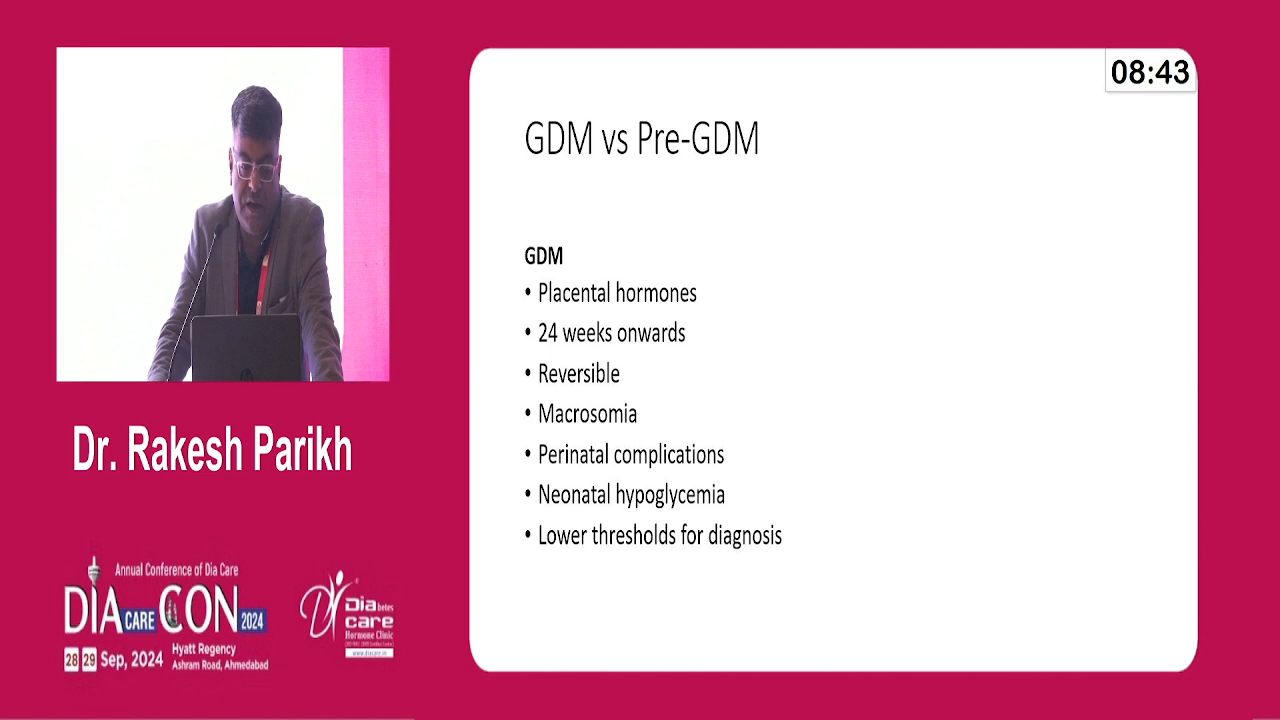 08:43
GDM vs Pre-GDM
GDM
• Placental hormones
• 24 weeks onwards
• Reversible
• Macrosomia
• Perinatal complications
• Neonatal hypoglycemia
• Lower thresholds for diagnosis
Dr. Rakesh Parikh
Annual Conference of Dia Care
DIA CARE CON 2024
28 29 Sep, 2024
Hyatt Regency
Ashram Road, Ahmedabad
Diabetes
care
Hormone Clinic
www.diacare.in